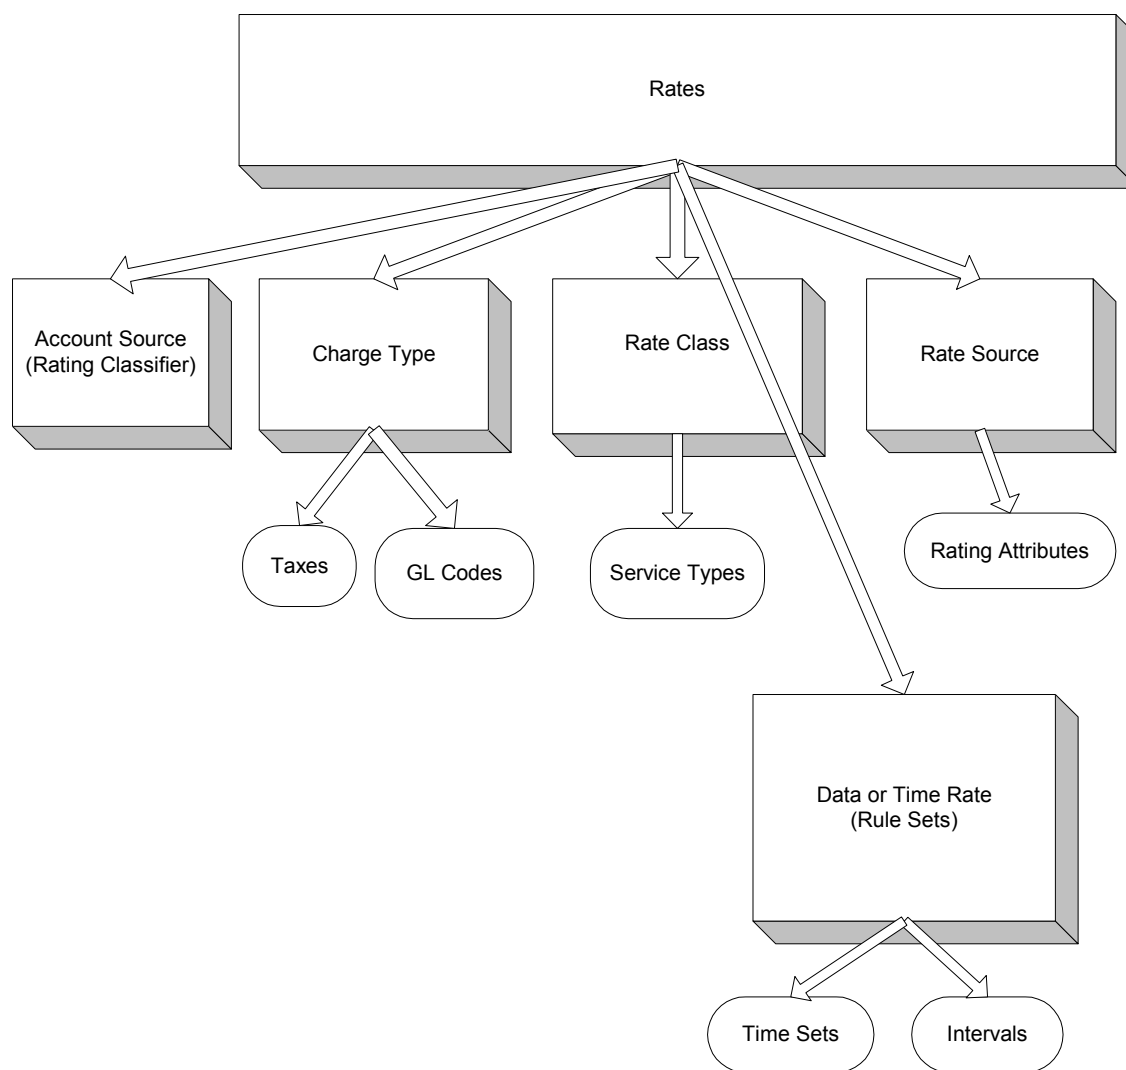 Rates
Account Source
(Rating Classifier)
Charge Type
Rate Class
Rate Source
Taxes
GL Codes
Service Types
Rating Attributes
Data or Time Rate
(Rule Sets)
Time Sets
Intervals